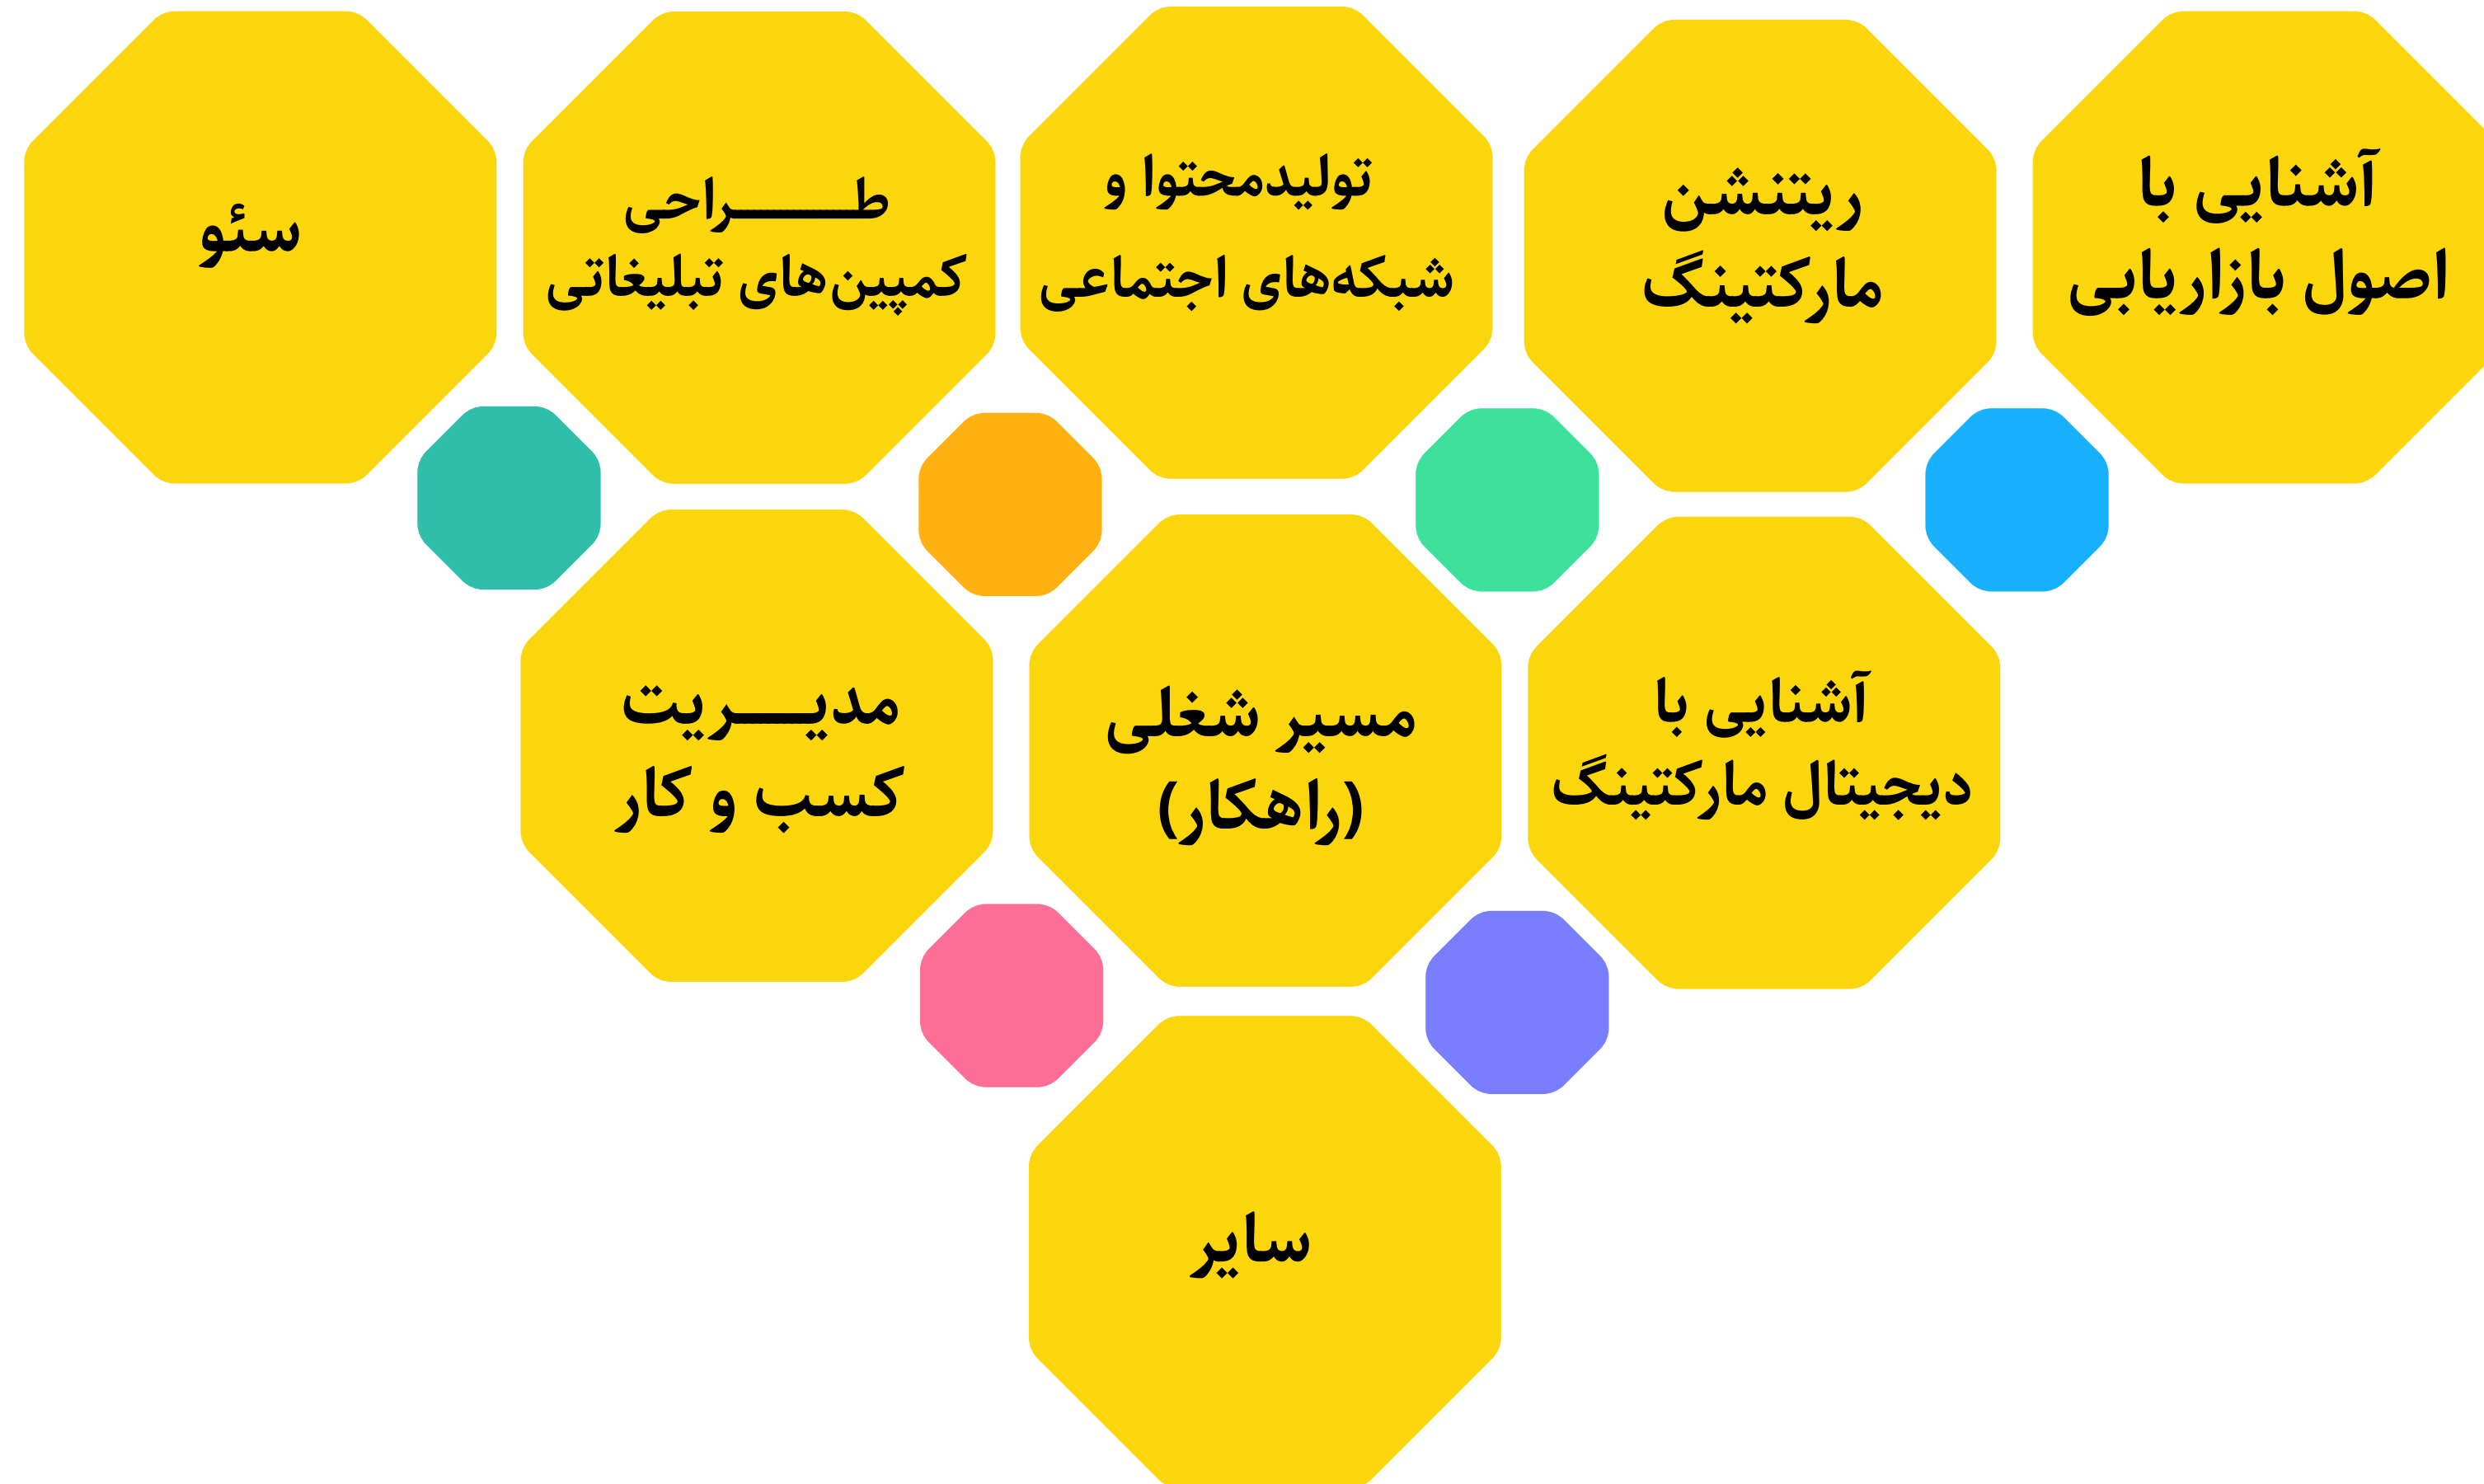 آشنایی با
اصول بازاریابی
ریتنشن
مارکتینگ
تولیدمحتوا و
شبکه‌های اجتماعی
طــــــراحی
کمپین‌های تبلیغاتی
سئو
آشنایی با
دیجیتال مارکتینگ
مسیر شغلی
(راهکار)
مدیــــریت
کسب و کار
سایر